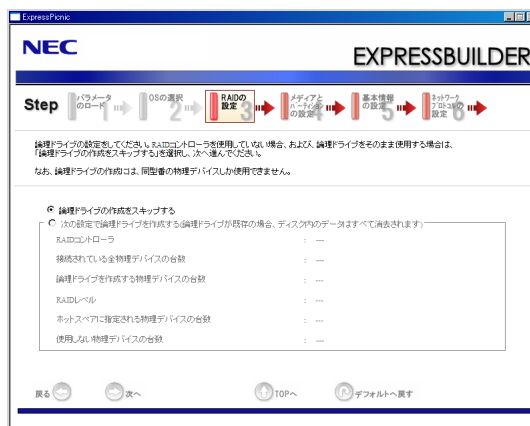 ExpressPicnic
NEC
EXPRESSBUILDER
Step
パラメータ
のロード 1
OSの選択
2
RAIDの
設定 3
メディアと
パーティション
の設定 4
基本情報
の設定 5
ネットワーク
プロトコルの
設定 6
論理ドライブの設定をしてください。RAIDコントローラを使用していない場合、および、論理ドライブをそのまま使用する場合は、
「論理ドライブの作成をスキップする」を選択し、次へ進んでください。
なお、論理ドライブの作成には、同型番の物理デバイスしか使用できません。
論理ドライブの作成をスキップする
次の設定で論理ドライブを作成する(論理ドライブが既存の場合、ディスク内のデータはすべて消去されます)
RAIDコントローラ : ---
接続されている全物理デバイスの台数 : ---
論理ドライブを作成する物理デバイスの台数 : ---
RAIDレベル : ---
ホットスペアに指定される物理デバイスの台数 : ---
使用しない物理デバイスの台数 : ---
戻る
次へ
TOPへ
デフォルトへ戻す